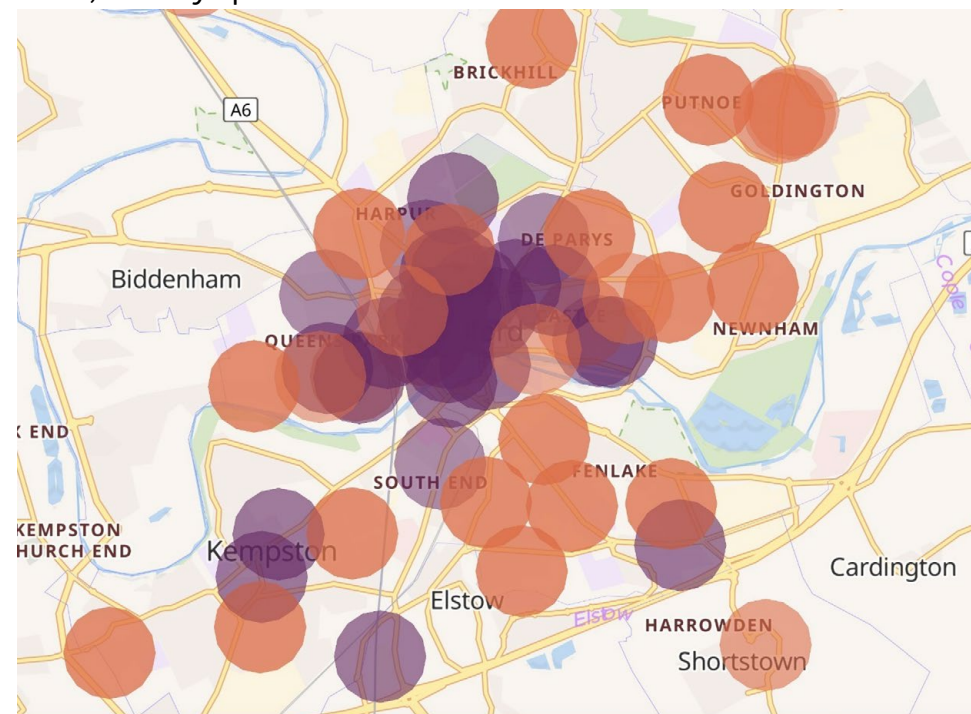 BRICKHILL
PUTNOE
A6
GOLDINGTON
HARPUR
DE PARYS
Biddenham
Cople
NEWNHAM
K END
FENLAKE
SOUTH END
KEMPSTON
HURCH END
Kempston
Cardington
Elstow
Elstow
HARROWDEN
Shortstown